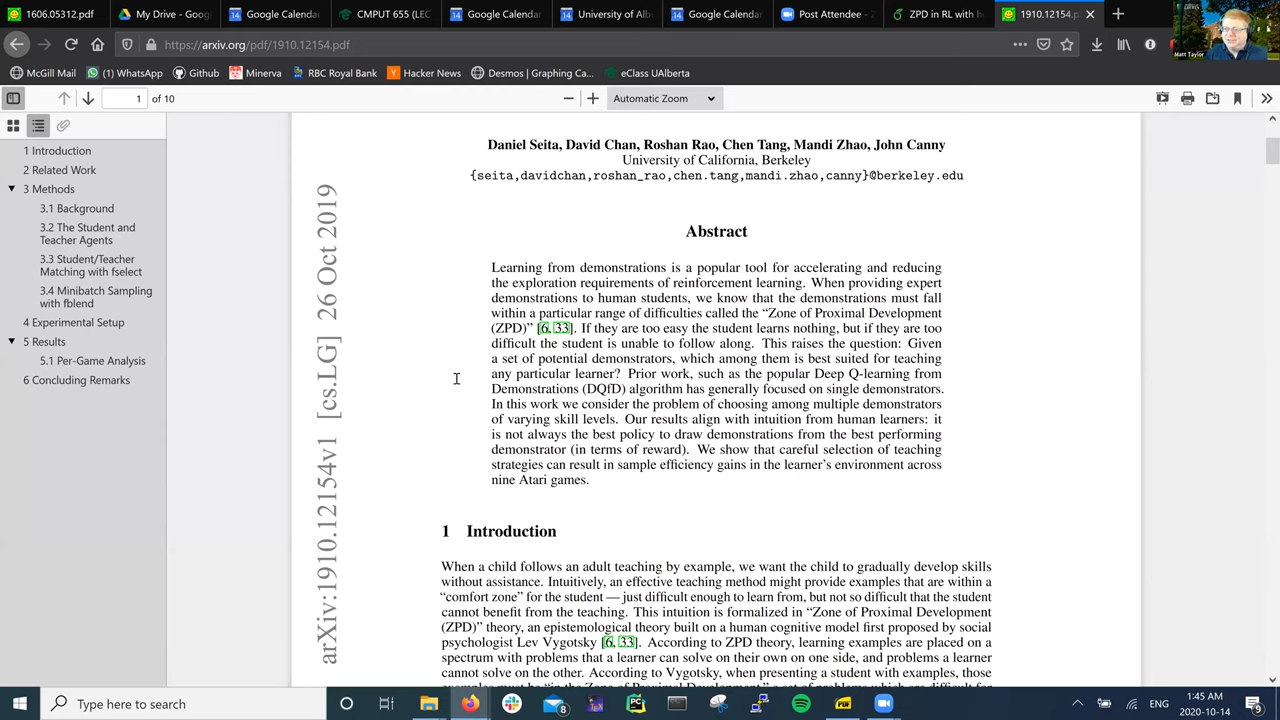 1606.05312.pdf
My Drive - Google
Google Calendar
CMPUT 655 (LEC
Google Calendar
University of Alb
Google Calendar
Post Attendee - Z
ZPD in RL with h
1910.12154.pdf
https://arxiv.org/pdf/1910.12154.pdf
Matt Taylor
McGill Mail
(1) WhatsApp
Github
Minerva
RBC Royal Bank
Hacker News
Desmos | Graphing Ca...
eClass UAlberta
1 of 10
Automatic Zoom
1 Introduction
2 Related Work
3 Methods
3.1 Background
3.2 The Student and
Teacher Agents
3.3 Student/Teacher
Matching with fselect
3.4 Minibatch Sampling
with fblend
4 Experimental Setup
5 Results
5.1 Per-Game Analysis
6 Concluding Remarks
arXiv:1910.12154v1 [cs.LG] 26 Oct 2019
Daniel Seita, David Chan, Roshan Rao, Chen Tang, Mandi Zhao, John Canny
University of California, Berkeley
{seita,davidchan,roshan_rao,chen.tang,mandi.zhao,canny}@berkeley.edu
Abstract
Learning from demonstrations is a popular tool for accelerating and reducing
the exploration requirements of reinforcement learning. When providing expert
demonstrations to human students, we know that the demonstrations must fall
within a particular range of difficulties called the “Zone of Proximal Development
(ZPD)” [6, 33]. If they are too easy the student learns nothing, but if they are too
difficult the student is unable to follow along. This raises the question: Given
a set of potential demonstrators, which among them is best suited for teaching
any particular learner? Prior work, such as the popular Deep Q-learning from
Demonstrations (DQfD) algorithm has generally focused on single demonstrators.
In this work we consider the problem of choosing among multiple demonstrators
of varying skill levels. Our results align with intuition from human learners: it
is not always the best policy to draw demonstrations from the best performing
demonstrator (in terms of reward). We show that careful selection of teaching
strategies can result in sample efficiency gains in the learner’s environment across
nine Atari games.
1 Introduction
When a child follows an adult teaching by example, we want the child to gradually develop skills
without assistance. Intuitively, an effective teaching method might provide examples that are within a
“comfort zone” for the student — just difficult enough to learn from, but not so difficult that the student
cannot benefit from the teaching. This intuition is formalized in “Zone of Proximal Development
(ZPD)” theory, an epistemological theory built on a human cognitive model first proposed by social
psychologist Lev Vygotsky [6, 33]. According to ZPD theory, learning examples are placed on a
spectrum with problems that a learner can solve on their own on one side, and problems a learner
cannot solve on the other. According to Vygotsky, when presenting a student with examples, those
Type here to search
8
ENG
1:45 AM
2020-10-14